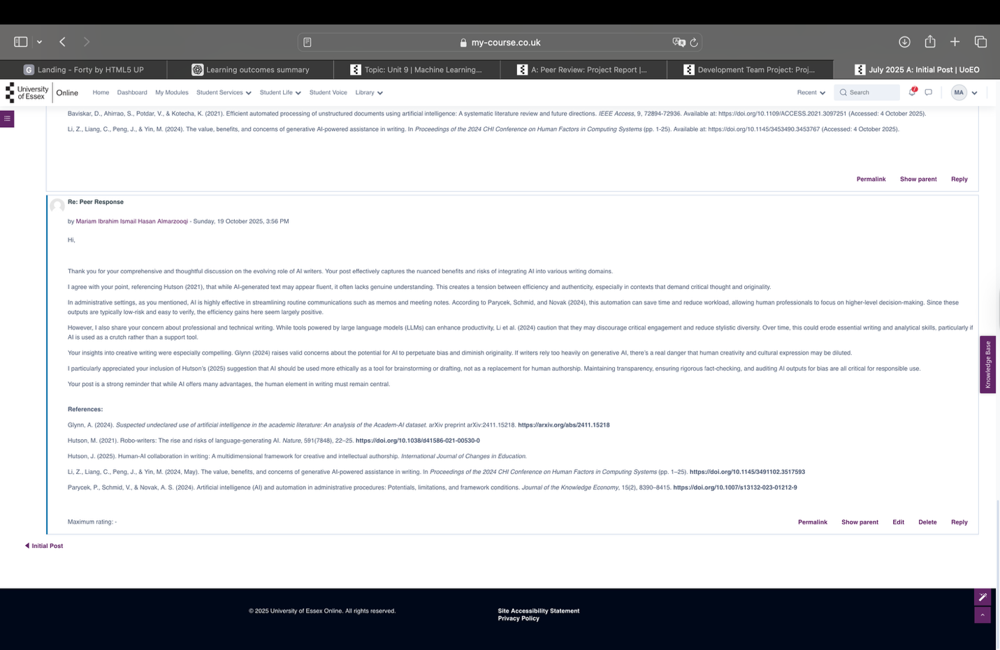 my-course.co.uk
G Landing - Forty by HTML5 UP
Learning outcomes summary
Topic: Unit 9 | Machine Learning...
A: Peer Review: Project Report |...
Development Team Project: Proj...
July 2025 A: Initial Post | UoEO
University of Essex Online
Home Dashboard My Modules Student Services Student Life Student Voice Library Recent Search 7 MA
Baviskar, D., Ahirrao, S., Potdar, V., & Kotecha, K. (2021). Efficient automated processing of unstructured documents using artificial intelligence: A systematic literature review and future directions. IEEE Access, 9, 72894-72936. Available at: https://doi.org/10.1109/ACCESS.2021.3097251 (Accessed: 4 October 2025).
Li, Z., Liang, C., Peng, J., & Yin, M. (2024). The value, benefits, and concerns of generative AI-powered assistance in writing. In Proceedings of the 2024 CHI Conference on Human Factors in Computing Systems (pp. 1-25). Available at: https://doi.org/10.1145/3453490.3453767 (Accessed: 4 October 2025).
Permalink Show parent Reply
Re: Peer Response
by Mariam Ibrahim Ismail Hasan Almarzooqi - Sunday, 19 October 2025, 3:56 PM
Hi,
Thank you for your comprehensive and thoughtful discussion on the evolving role of AI writers. Your post effectively captures the nuanced benefits and risks of integrating AI into various writing domains.
I agree with your point, referencing Hutson (2021), that while AI-generated text may appear fluent, it often lacks genuine understanding. This creates a tension between efficiency and authenticity, especially in contexts that demand critical thought and originality.
In administrative settings, as you mentioned, AI is highly effective in streamlining routine communications such as memos and meeting notes. According to Parycek, Schmid, and Novak (2024), this automation can save time and reduce workload, allowing human professionals to focus on higher-level decision-making. Since these
outputs are typically low-risk and easy to verify, the efficiency gains here seem largely positive.
However, I also share your concern about professional and technical writing. While tools powered by large language models (LLMs) can enhance productivity, Li et al. (2024) caution that they may discourage critical engagement and reduce stylistic diversity. Over time, this could erode essential writing and analytical skills, particularly if
AI is used as a crutch rather than a support tool.
Your insights into creative writing were especially compelling. Glynn (2024) raises valid concerns about the potential for AI to perpetuate bias and diminish originality. If writers rely too heavily on generative AI, there's a real danger that human creativity and cultural expression may be diluted.
I particularly appreciated your inclusion of Hutson's (2025) suggestion that AI should be used more ethically as a tool for brainstorming or drafting, not as a replacement for human authorship. Maintaining transparency, ensuring rigorous fact-checking, and auditing AI outputs for bias are all critical for responsible use.
Your post is a strong reminder that while AI offers many advantages, the human element in writing must remain central.
References:
Glynn, A. (2024). Suspected undeclared use of artificial intelligence in the academic literature: An analysis of the Academ-AI dataset. arXiv preprint arXiv:2411.15218. https://arxiv.org/abs/2411.15218
Hutson, M. (2021). Robo-writers: The rise and risks of language-generating AI. Nature, 591(7848), 22–25. https://doi.org/10.1038/d41586-021-00530-0
Hutson, J. (2025). Human-AI collaboration in writing: A multidimensional framework for creative and intellectual authorship. International Journal of Changes in Education.
Li, Z., Liang, C., Peng, J., & Yin, M. (2024, May). The value, benefits, and concerns of generative AI-powered assistance in writing. In Proceedings of the 2024 CHI Conference on Human Factors in Computing Systems (pp. 1–25). https://doi.org/10.1145/3491102.3517593
Parycek, P., Schmid, V., & Novak, A. S. (2024). Artificial intelligence (AI) and automation in administrative procedures: Potentials, limitations, and framework conditions. Journal of the Knowledge Economy, 15(2), 8390–8415. https://doi.org/10.1007/s13132-023-01212-9
Maximum rating: -
Permalink Show parent Edit Delete Reply
Initial Post
Knowledge Base
© 2025 University of Essex Online. All rights reserved.
Site Accessibility Statement
Privacy Policy